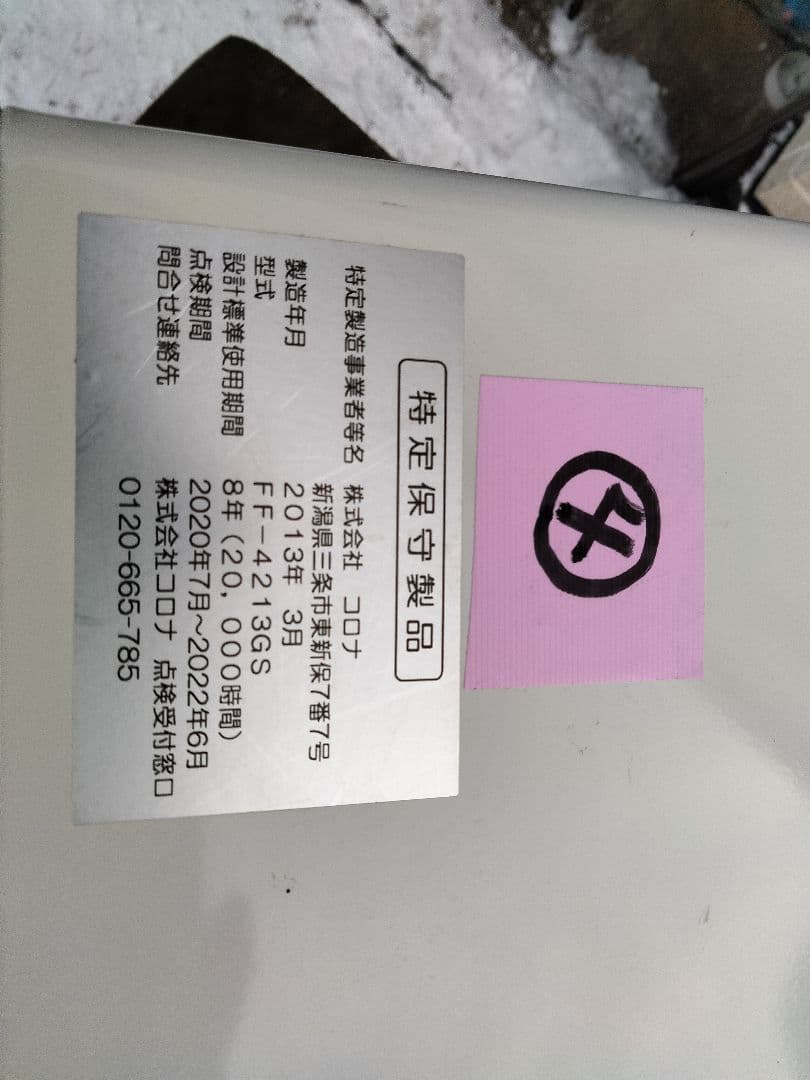 特定保守製品
特定製造事業者等名 株式会社 コロナ
新潟県三条市東新保7番7号
製造年月 2013年 3月
型式 FF-4213GS
設計標準使用期間 8年(20,000時間)
点検期間 2020年7月~2022年6月
問合せ連絡先 株式会社コロナ 点検受付窓口
0120-665-785